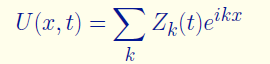 U(x, t) = ∑_k Z_k(t)e^{ikx}